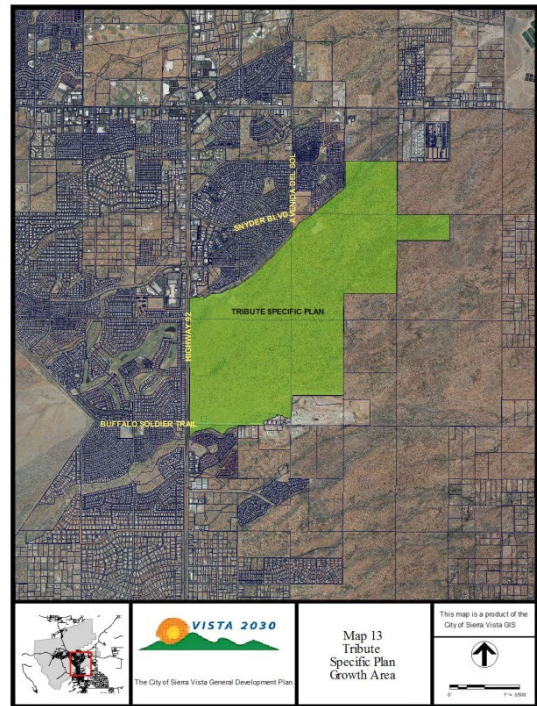 AVENIDA DEL SOL
SNYDER BLVD
TRIBUTE SPECIFIC PLAN
HIGHWAY 92
BUFFALO SOLDIER TRAIL
VISTA 2030
The City of Sierra Vista General Development Plan
Map 13
Tribute
Specific Plan
Growth Area
This map is a product of the
City of Sierra Vista GIS
0'
1" = 3500'